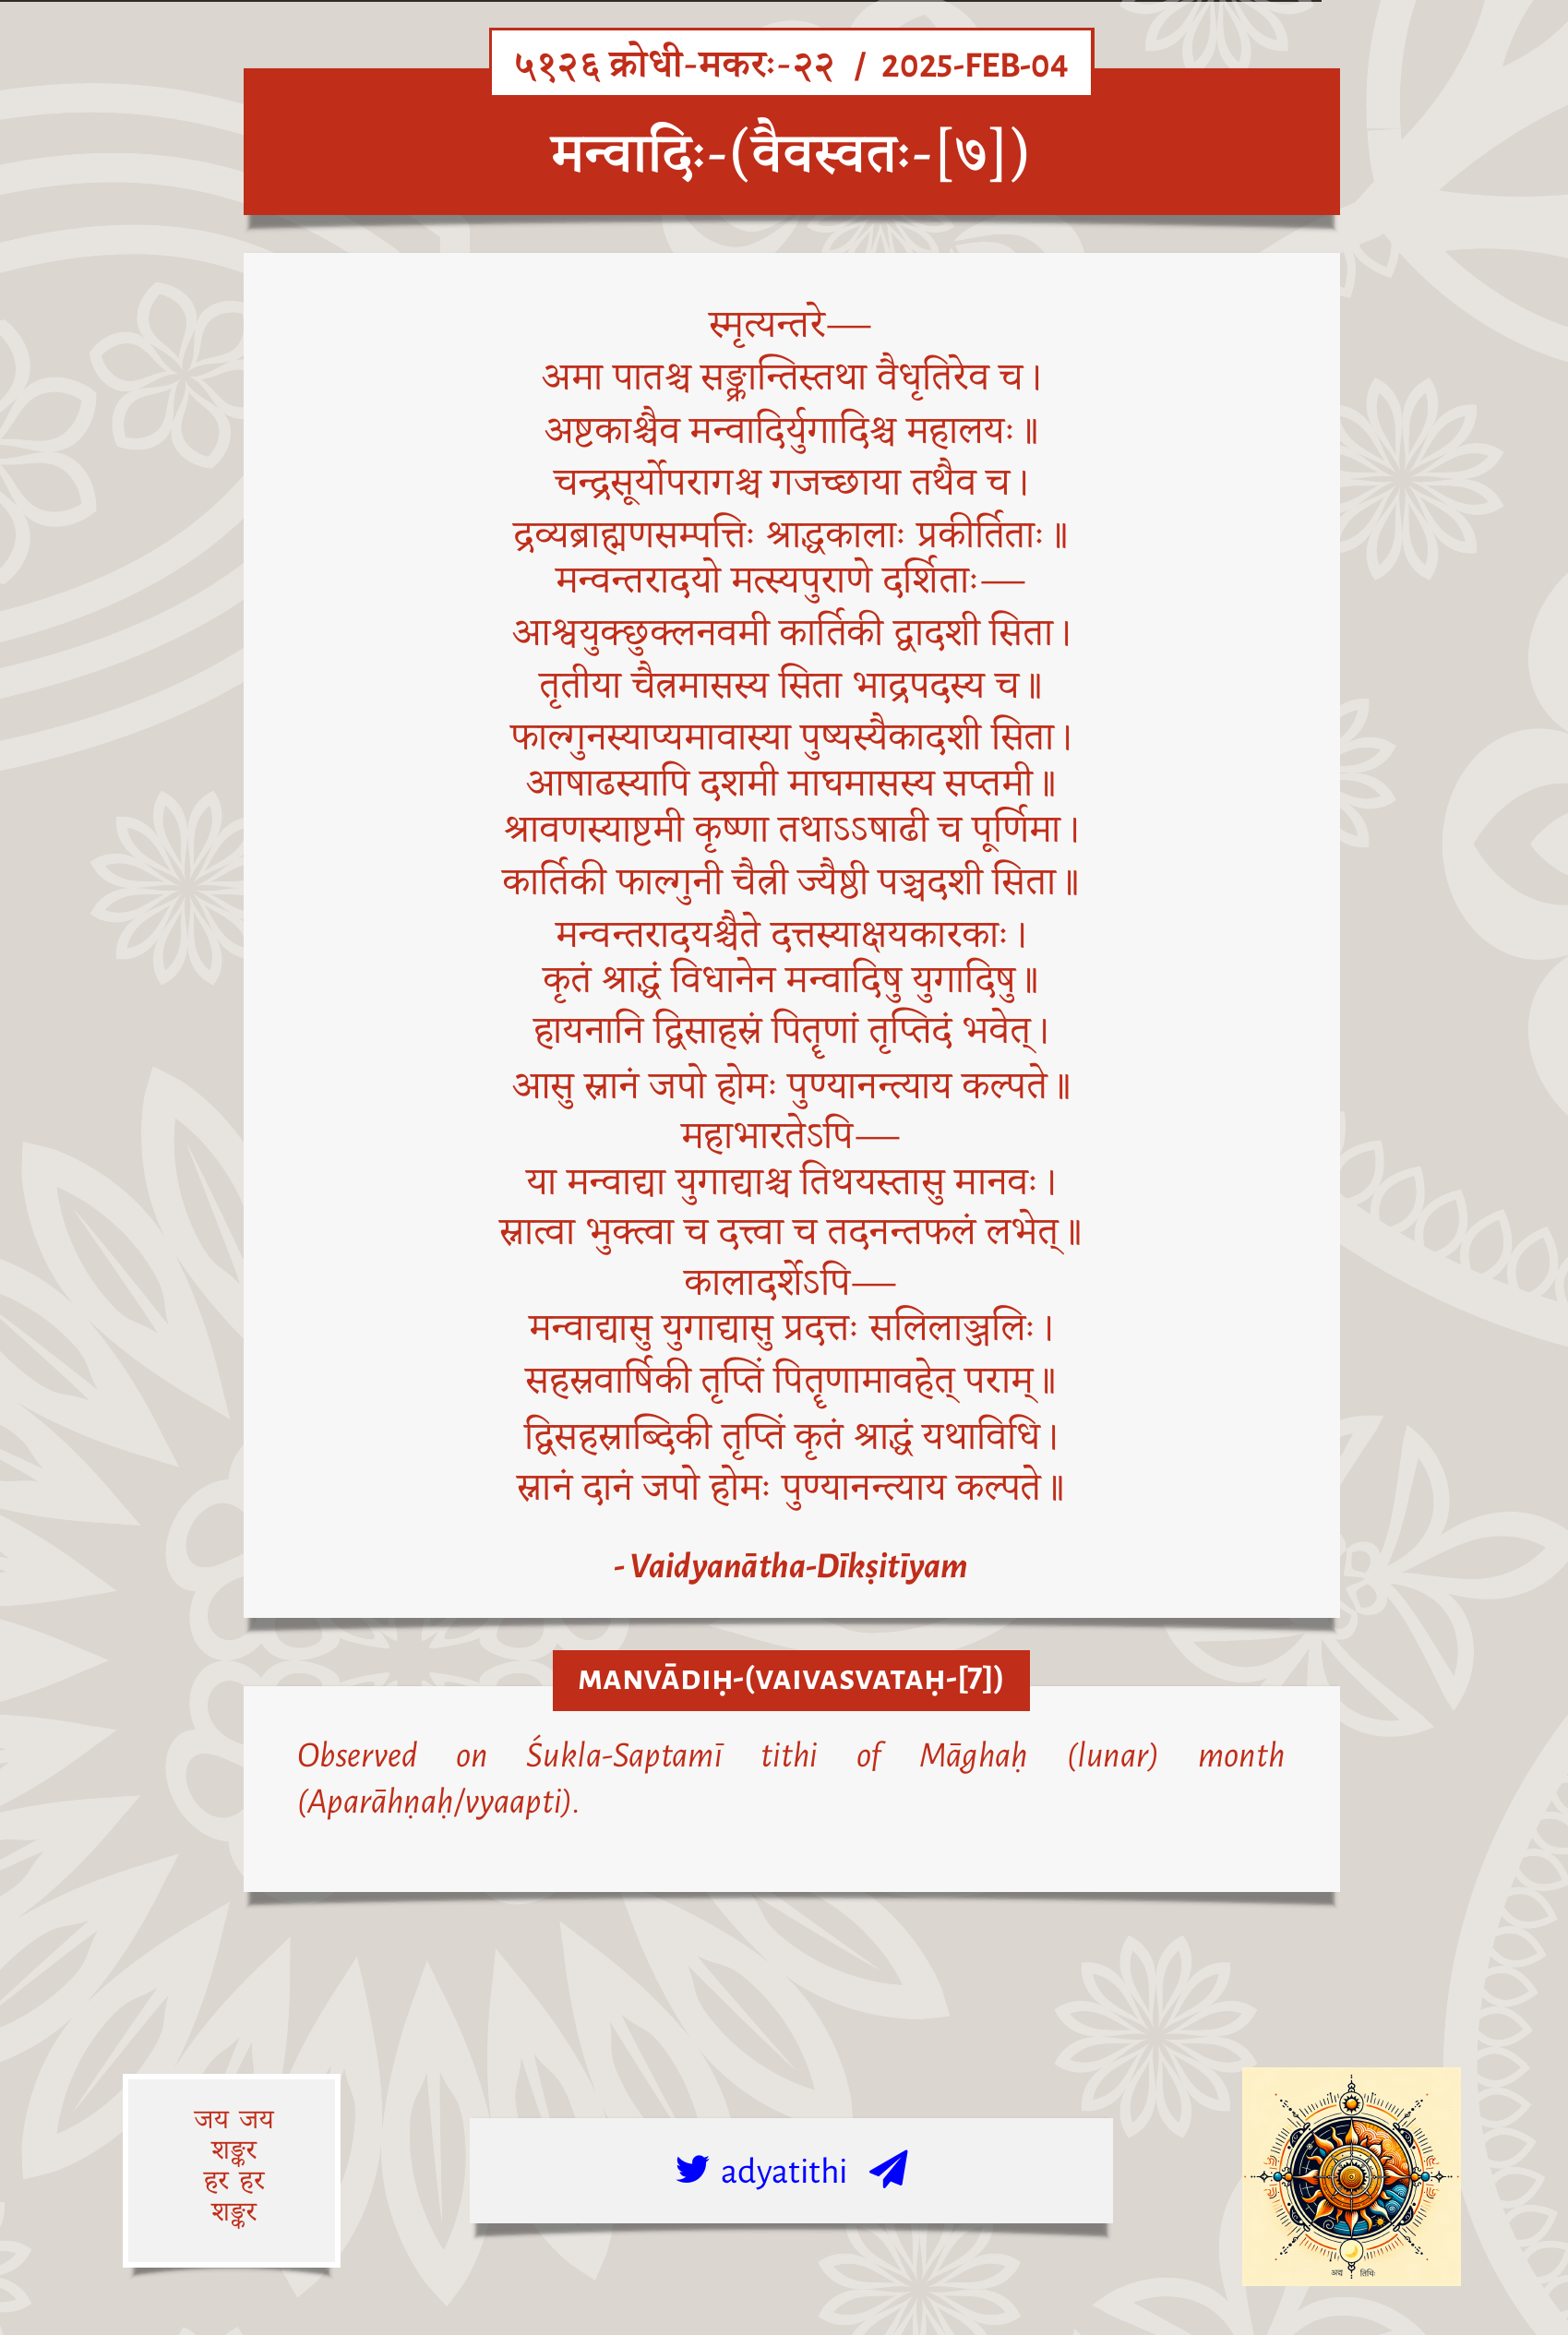 ५१२६ क्रोधी-मकरः-२२ / 2025-FEB-04
मन्वादिः-(वैवस्वतः-[७])
स्मृत्यन्तरे—
अमा पातश्च सङ्क्रान्तिस्तथा वैधृतिरेव च।
अष्टकाश्चैव मन्वादिर्युगादिश्च महालयः॥
चन्द्रसूर्योपरागश्च गजच्छाया तथैव च।
द्रव्यब्राह्मणसम्पत्तिः श्राद्धकालाः प्रकीर्तिताः॥
मन्वन्तरादयो मत्स्यपुराणे दर्शिताः—
आश्वयुक्छुक्लनवमी कार्तिकी द्वादशी सिता।
तृतीया चैत्रमासस्य सिता भाद्रपदस्य च॥
फाल्गुनस्याप्यमावास्या पुष्यस्यैकादशी सिता।
आषाढस्यापि दशमी माघमासस्य सप्तमी॥
श्रावणस्याष्टमी कृष्णा तथाऽऽषाढी च पूर्णिमा।
कार्तिकी फाल्गुनी चैत्री ज्यैष्ठी पञ्चदशी सिता॥
मन्वन्तरादयश्चैते दत्तस्याक्षयकारकाः।
कृतं श्राद्धं विधानेन मन्वादिषु युगादिषु॥
हायनानि द्विसाहस्रं पितॄणां तृप्तिदं भवेत्।
आसु स्नानं जपो होमः पुण्यानन्त्याय कल्पते॥
महाभारतेऽपि—
या मन्वाद्या युगाद्याश्च तिथयस्तासु मानवः।
स्नात्वा भुक्त्वा च दत्त्वा च तदनन्तफलं लभेत्॥
कालादर्शेऽपि—
मन्वाद्यासु युगाद्यासु प्रदत्तः सलिलाञ्जलिः।
सहस्रवार्षिकी तृप्तिं पितॄणामावहेत् पराम्॥
द्विसहस्राब्दिकी तृप्तिं कृतं श्राद्धं यथाविधि।
स्नानं दानं जपो होमः पुण्यानन्त्याय कल्पते॥
- Vaidyanātha-Dīkṣitīyam
MANVĀDIḤ-(VAIVASVATAḤ-[7])
Observed on Śukla-Saptamī tithi of Māghaḥ (lunar) month
(Aparāhṇaḥ/vyaapti).
जय जय
शङ्कर
हर हर
शङ्कर
adyatithi
अद्य तिथिः